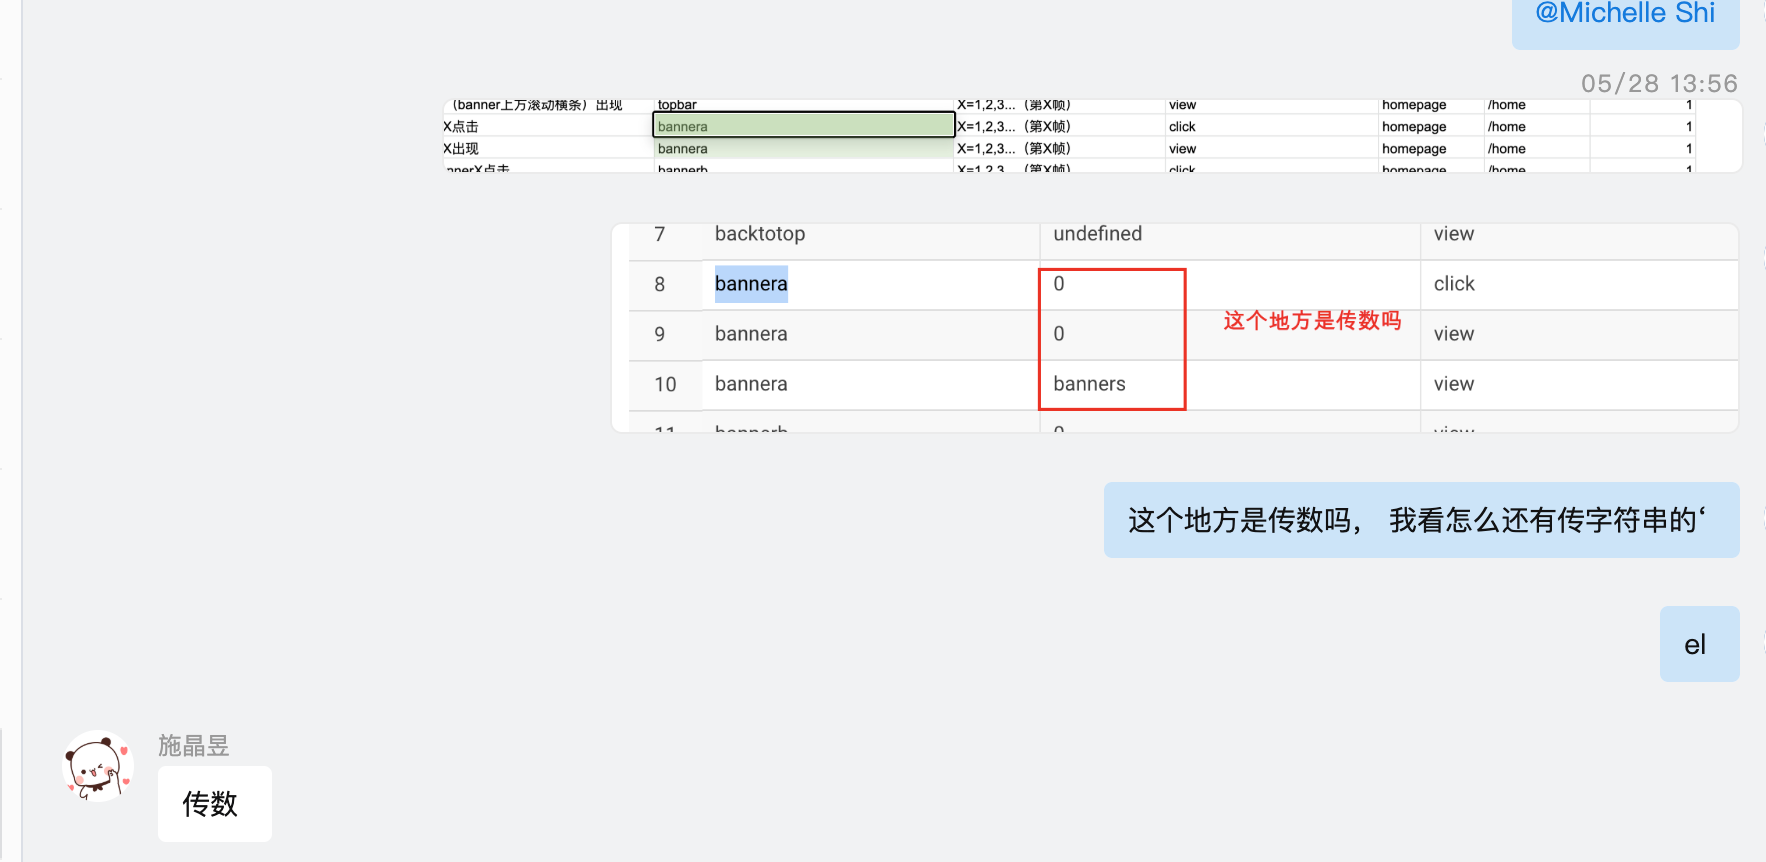 @Michelle Shi
05/28 13:56
（banner上方滚动横条）出现 topbar X=1,2,3...（第X帧） view homepage /home 1
X点击 bannera X=1,2,3...（第X帧） click homepage /home 1
X出现 bannera X=1,2,3...（第X帧） view homepage /home 1
nnerX点击 bannerb X=1,2,3...（第X帧） click homepage /home 1
7 backtotop undefined view
8 bannera 0 click
这个地方是传数吗
9 bannera 0 view
10 bannera banners view
11 bannerb 0 view
这个地方是传数吗， 我看怎么还有传字符串的‘
el
施晶昱
传数